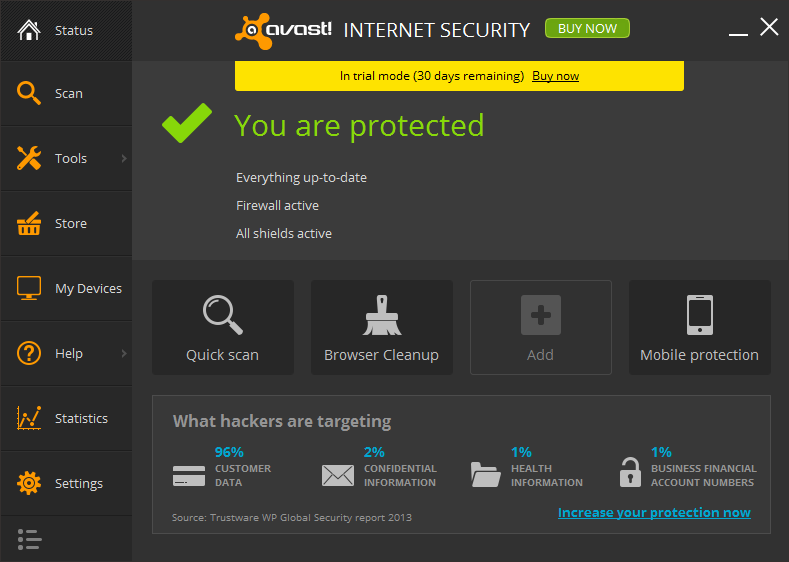 Status
Scan
Tools
Store
My Devices
Help
Statistics
Settings
avast! INTERNET SECURITY BUY NOW
In trial mode (30 days remaining) Buy now
You are protected
Everything up-to-date
Firewall active
All shields active
Quick scan
Browser Cleanup
Add
Mobile protection
What hackers are targeting
96%
CUSTOMER
DATA
2%
CONFIDENTIAL
INFORMATION
1%
HEALTH
INFORMATION
1%
BUSINESS FINANCIAL
ACCOUNT NUMBERS
Source: Trustware WP Global Security report 2013
Increase your protection now